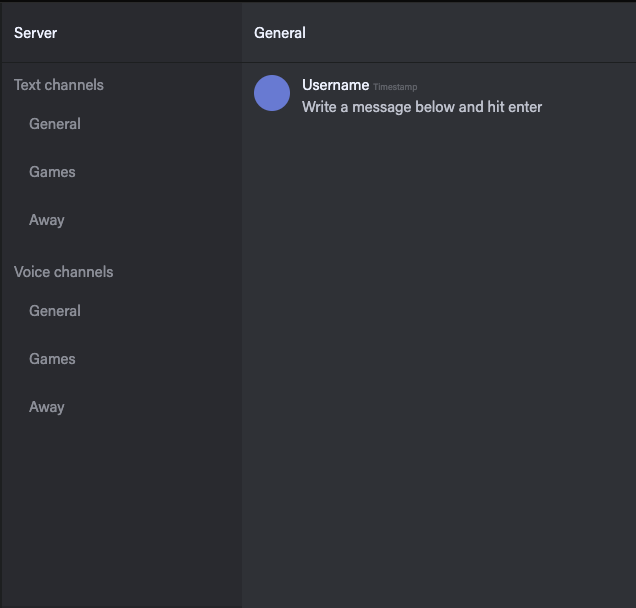 Server
Text channels
General
Games
Away
Voice channels
General
Games
Away
General
Username Timestamp
Write a message below and hit enter